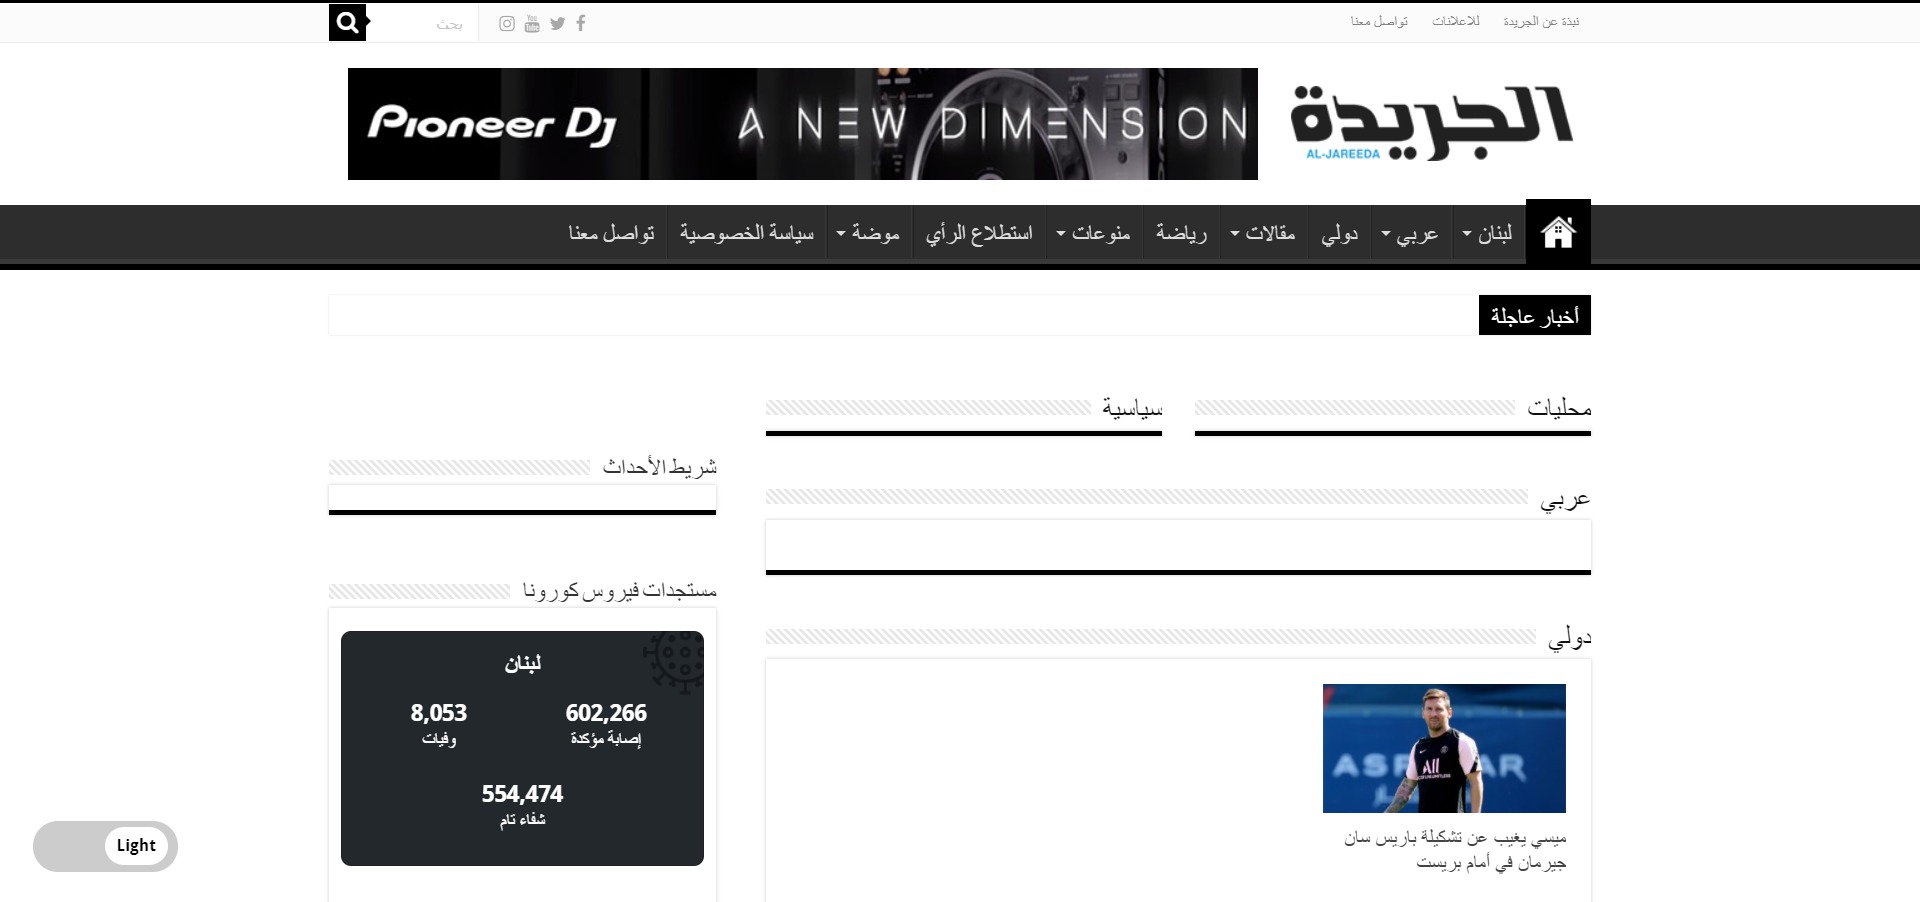 نبذة عن الجريدة
للاعلانات
تواصل معنا
بحث
الجريدة
AL-JAREEDA
Pioneer Dj
A NEW DIMENSION
لبنان
عربي
دولي
مقالات
رياضة
منوعات
استطلاع الرأي
موضة
سياسة الخصوصية
تواصل معنا
أخبار عاجلة
محليات
سياسية
عربي
دولي
ميسي يغيب عن تشكيلة باريس سان
جيرمان في أمام بريست
شريط الأحداث
مستجدات فيروس كورونا
لبنان
602,266
إصابة مؤكدة
8,053
وفيات
554,474
شفاء تام
Light